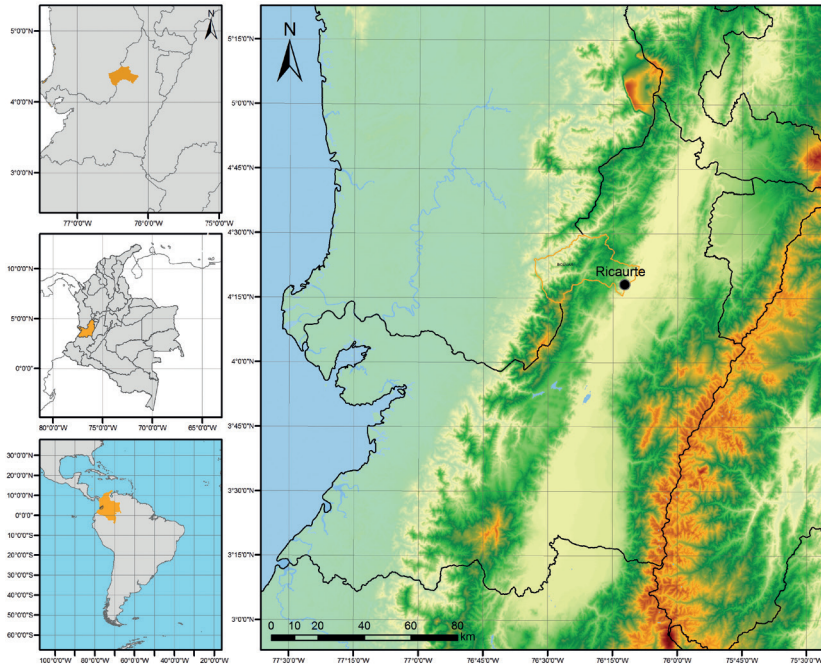 N
5°0'0"N
4°0'0"N
3°0'0"N
77°0'0"W
76°0'0"W
75°0'0"W
10°0'0"N
5°0'0"N
0°0'0"N
80°0'0"W
75°0'0"W
70°0'0"W
65°0'0"W
30°0'0"N
20°0'0"N
10°0'0"N
0°0'0"N
10°0'0"S
20°0'0"S
30°0'0"S
40°0'0"S
50°0'0"S
60°0'0"S
100°0'0"W
80°0'0"W
60°0'0"W
40°0'0"W
20°0'0"W
N
5°15'0"N
5°0'0"N
4°45'0"N
4°30'0"N
4°15'0"N
4°0'0"N
3°45'0"N
3°30'0"N
3°15'0"N
3°0'0"N
Ricaurte
0 10 20 40 60 80
km
77°30'0"W
77°15'0"W
77°0'0"W
76°45'0"W
76°30'0"W
76°15'0"W
76°0'0"W
75°45'0"W
75°30'0"W